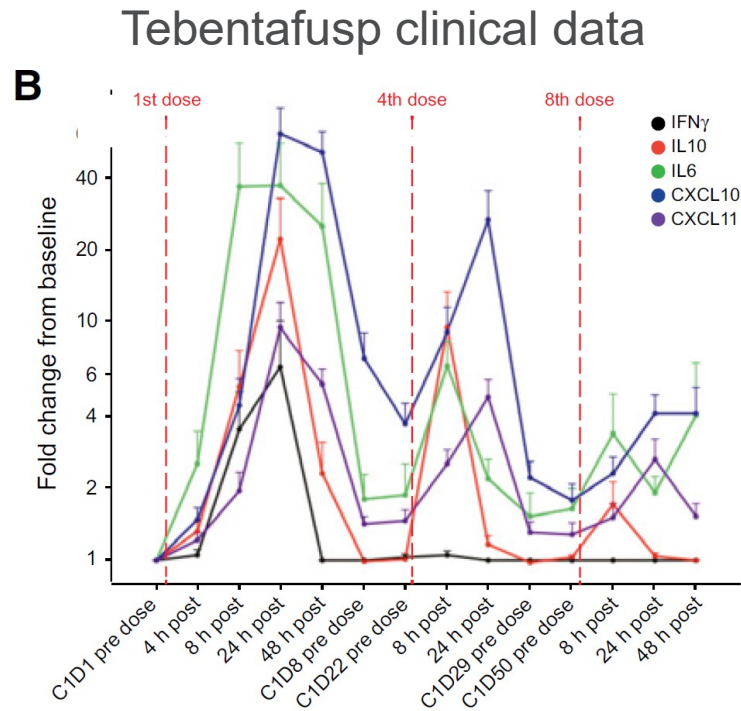 Tebentafusp clinical data
B
1st dose
4th dose
8th dose
IFNγ
IL10
IL6
CXCL10
CXCL11
Fold change from baseline
40
20
10
6
4
2
1
C1D1 pre dose
4 h post
8 h post
24 h post
48 h post
C1D8 pre dose
C1D22 pre dose
8 h post
24 h post
C1D29 pre dose
C1D50 pre dose
8 h post
24 h post
48 h post